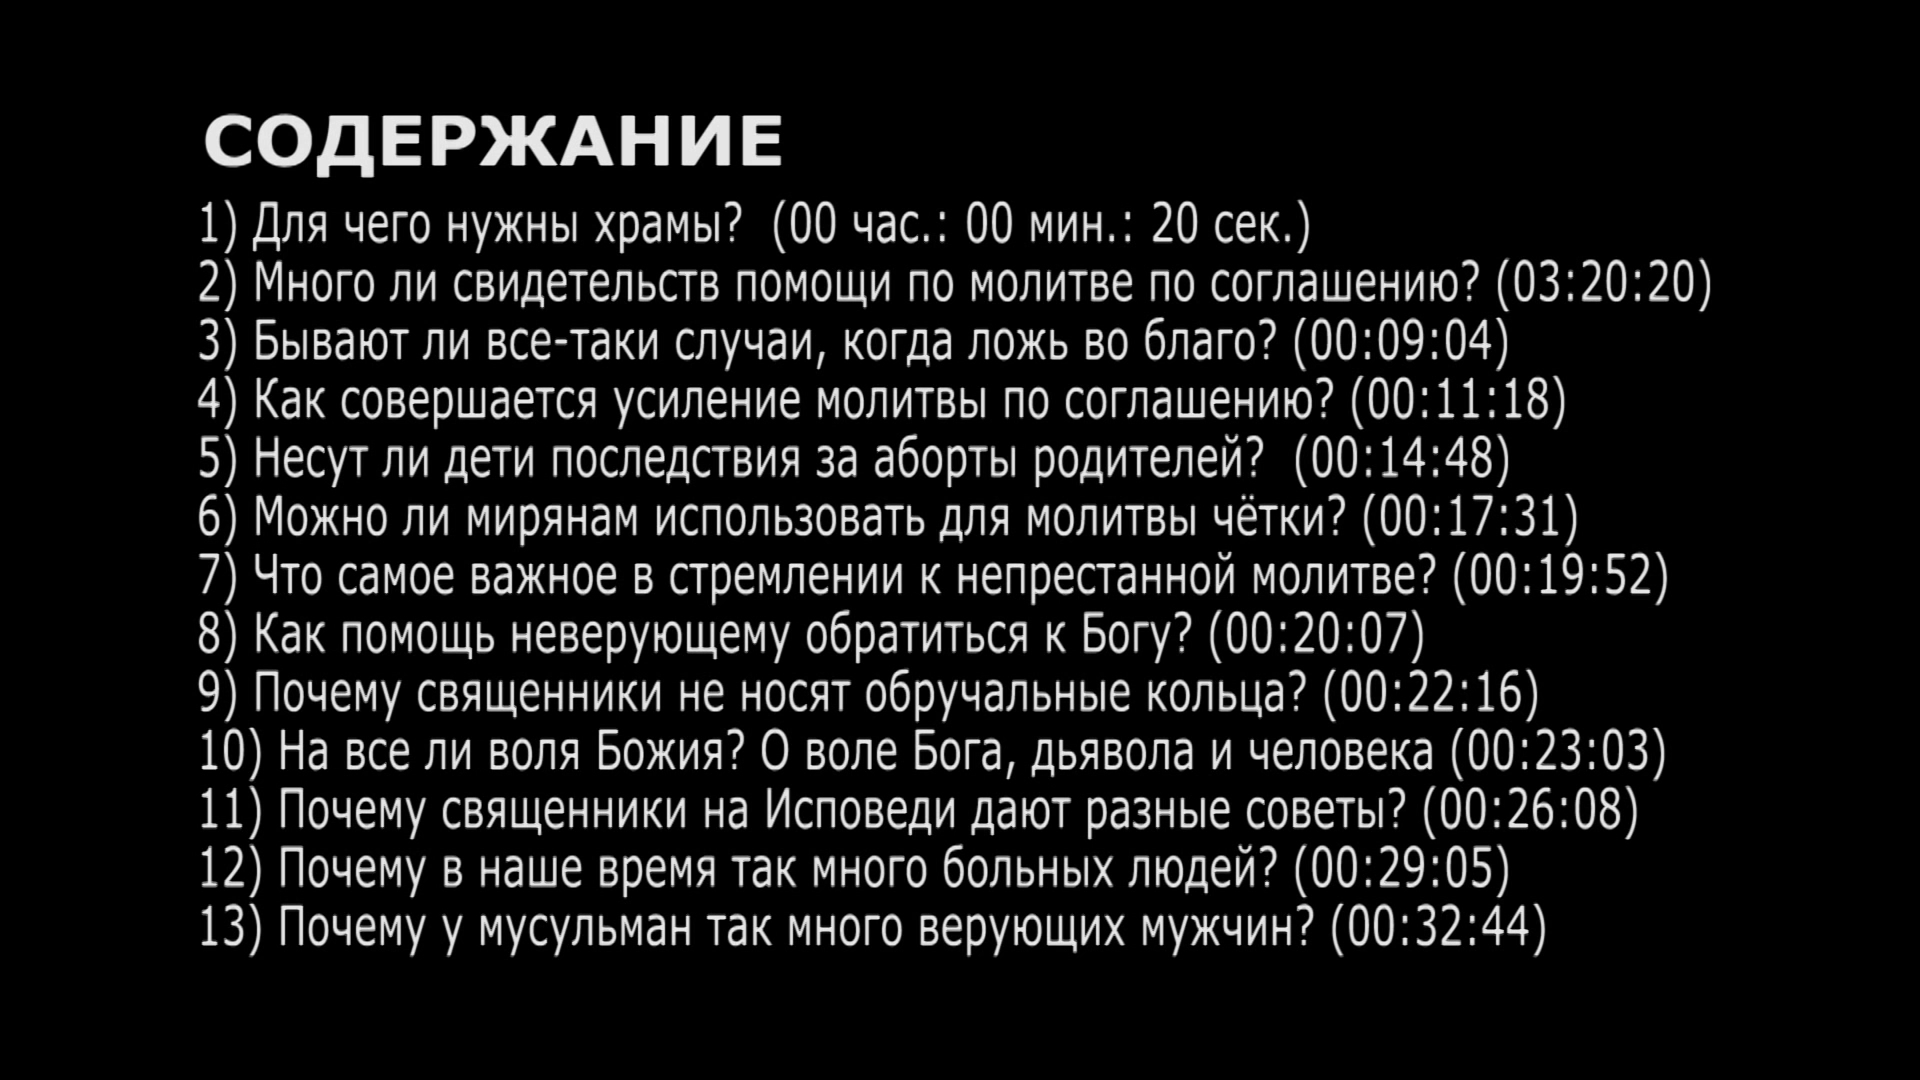 СОДЕРЖАНИЕ
1) Для чего нужны храмы?  (00 час.: 00 мин.: 20 сек.)
2) Много ли свидетельств помощи по молитве по соглашению? (03:20:20)
3) Бывают ли все-таки случаи, когда ложь во благо? (00:09:04)
4) Как совершается усиление молитвы по соглашению? (00:11:18)
5) Несут ли дети последствия за аборты родителей?  (00:14:48)
6) Можно ли мирянам использовать для молитвы чётки? (00:17:31)
7) Что самое важное в стремлении к непрестанной молитве? (00:19:52)
8) Как помощь неверующему обратиться к Богу? (00:20:07)
9) Почему священники не носят обручальные кольца? (00:22:16)
10) На все ли воля Божия? О воле Бога, дьявола и человека (00:23:03)
11) Почему священники на Исповеди дают разные советы? (00:26:08)
12) Почему в наше время так много больных людей? (00:29:05)
13) Почему у мусульман так много верующих мужчин? (00:32:44)